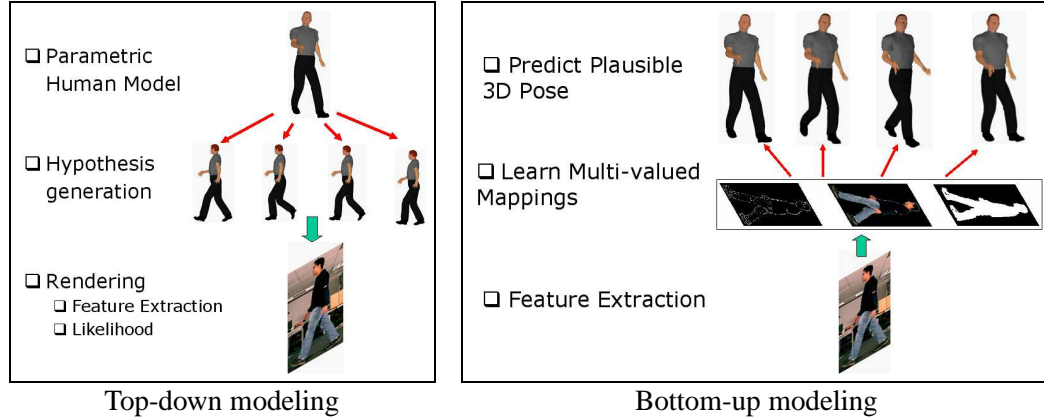 ❑ Parametric
Human Model
❑ Hypothesis
generation
❑ Rendering
❑ Feature Extraction
❑ Likelihood
Top-down modeling
❑ Predict Plausible
3D Pose
❑ Learn Multi-valued
Mappings
❑ Feature Extraction
Bottom-up modeling